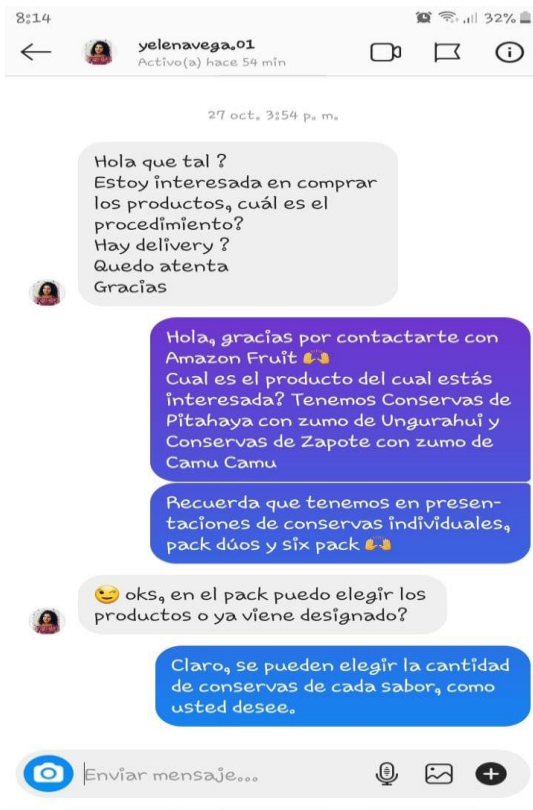 8:14
32%
yelenavega.01
Activo(a) hace 54 min
27 oct. 3:54 p. m.
Hola que tal ?
Estoy interesada en comprar
los productos, cuál es el
procedimiento?
Hay delivery ?
Quedo atenta
Gracias
Hola, gracias por contactarte con
Amazon Fruit 🙌
Cual es el producto del cual estás
interesada? Tenemos Conservas de
Pitahaya con zumo de Ungurahui y
Conservas de Zapote con zumo de
Camu Camu
Recuerda que tenemos en presen-
taciones de conservas individuales,
pack dúos y six pack 🙌
😉 oks, en el pack puedo elegir los
productos o ya viene designado?
Claro, se pueden elegir la cantidad
de conservas de cada sabor, como
usted desee.
Enviar mensaje...